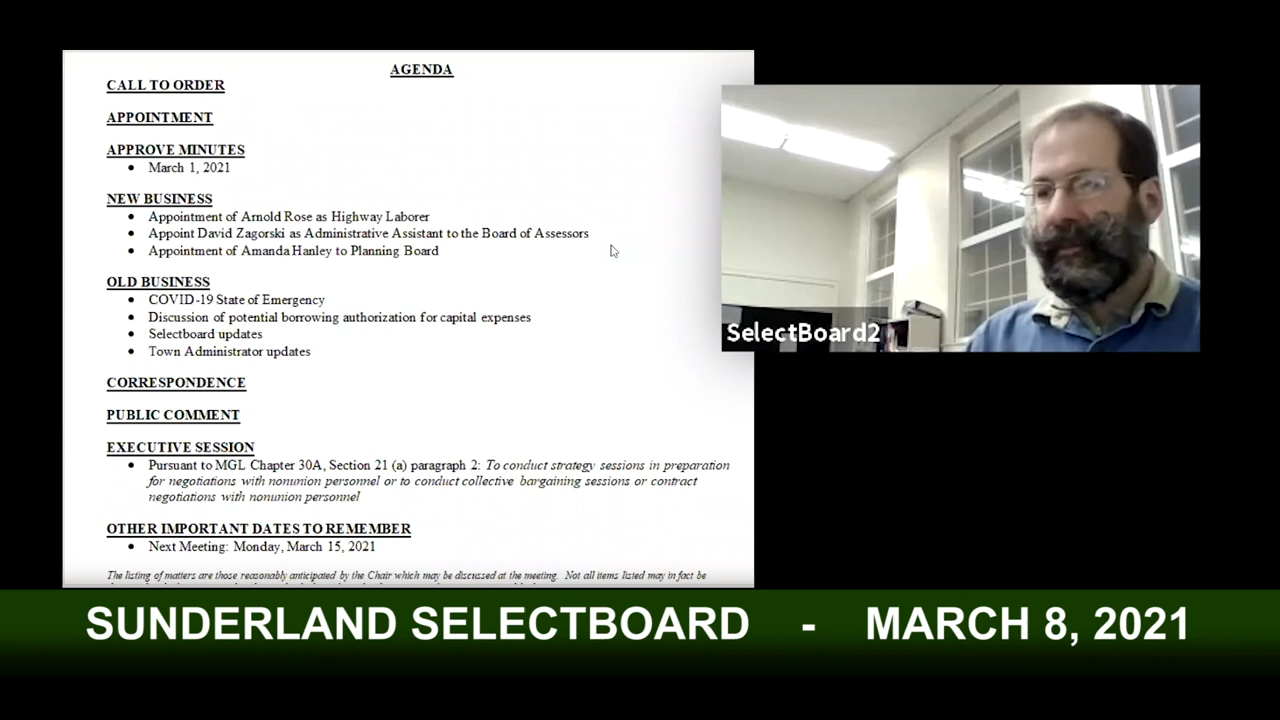 AGENDA
CALL TO ORDER
APPOINTMENT
APPROVE MINUTES
• March 1, 2021
NEW BUSINESS
• Appointment of Arnold Rose as Highway Laborer
• Appoint David Zagorski as Administrative Assistant to the Board of Assessors
• Appointment of Amanda Hanley to Planning Board
OLD BUSINESS
• COVID-19 State of Emergency
• Discussion of potential borrowing authorization for capital expenses
• Selectboard updates
• Town Administrator updates
CORRESPONDENCE
PUBLIC COMMENT
EXECUTIVE SESSION
• Pursuant to MGL Chapter 30A, Section 21 (a) paragraph 2: To conduct strategy sessions in preparation
for negotiations with nonunion personnel or to conduct collective bargaining sessions or contract
negotiations with nonunion personnel
OTHER IMPORTANT DATES TO REMEMBER
• Next Meeting: Monday, March 15, 2021
The listing of matters are those reasonably anticipated by the Chair which may be discussed at the meeting. Not all items listed may in fact be
SelectBoard2
SUNDERLAND SELECTBOARD - MARCH 8, 2021